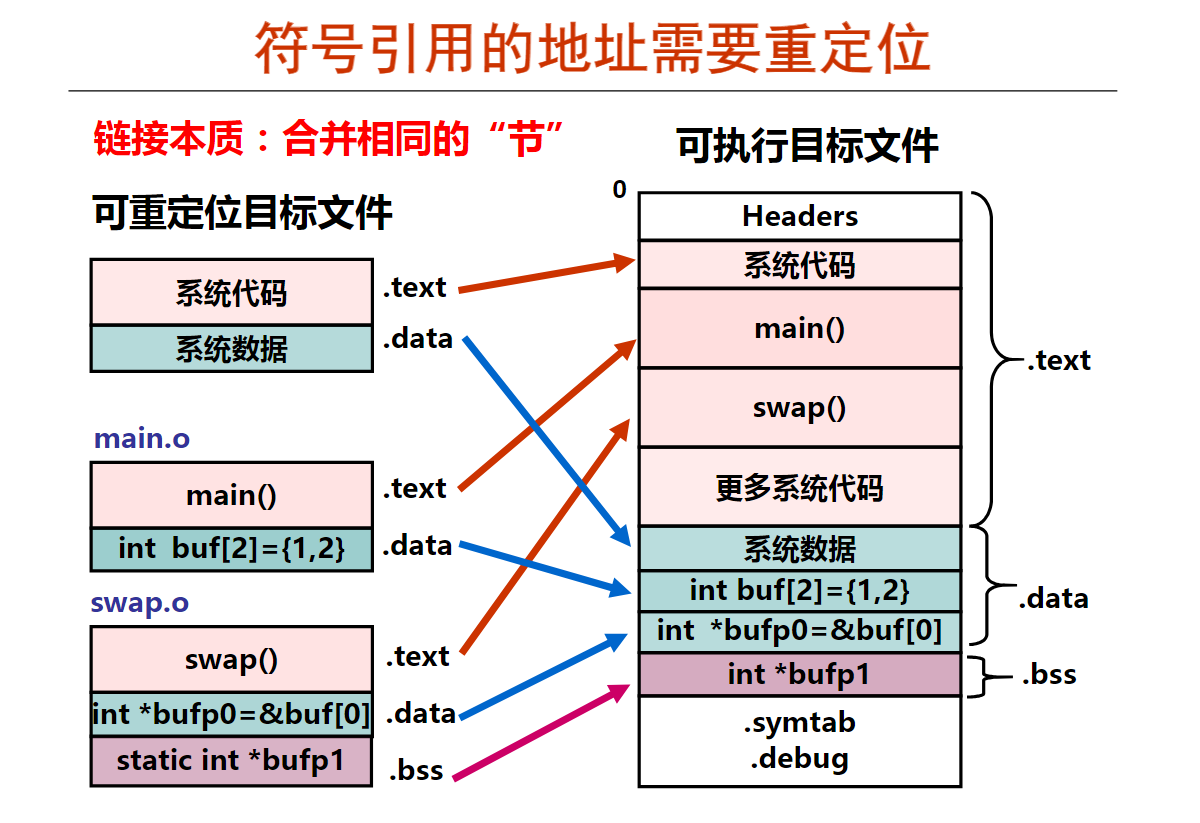 符号引用的地址需要重定位
链接本质：合并相同的“节”
可重定位目标文件
系统代码
.text
系统数据
.data
main.o
main()
.text
int buf[2]={1,2}
.data
swap.o
swap()
.text
int *bufp0=&buf[0]
.data
static int *bufp1
.bss
可执行目标文件
0
Headers
系统代码
main()
swap()
更多系统代码
.text
系统数据
int buf[2]={1,2}
int *bufp0=&buf[0]
.data
int *bufp1
.bss
.symtab
.debug